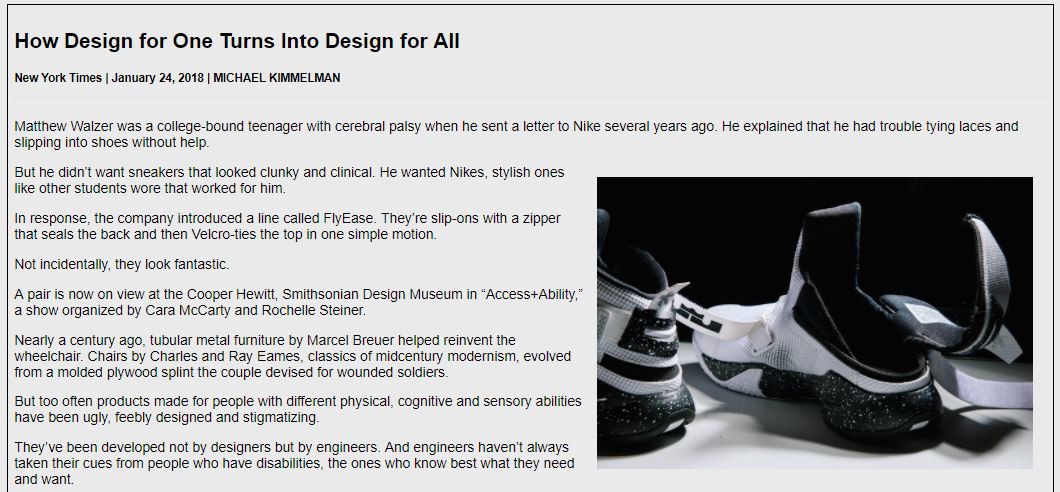 How Design for One Turns Into Design for All
New York Times | January 24, 2018 | MICHAEL KIMMELMAN
Matthew Walzer was a college-bound teenager with cerebral palsy when he sent a letter to Nike several years ago. He explained that he had trouble tying laces and
slipping into shoes without help.
But he didn’t want sneakers that looked clunky and clinical. He wanted Nikes, stylish ones
like other students wore that worked for him.
In response, the company introduced a line called FlyEase. They’re slip-ons with a zipper
that seals the back and then Velcro-ties the top in one simple motion.
Not incidentally, they look fantastic.
A pair is now on view at the Cooper Hewitt, Smithsonian Design Museum in “Access+Ability,”
a show organized by Cara McCarty and Rochelle Steiner.
Nearly a century ago, tubular metal furniture by Marcel Breuer helped reinvent the
wheelchair. Chairs by Charles and Ray Eames, classics of midcentury modernism, evolved
from a molded plywood splint the couple devised for wounded soldiers.
But too often products made for people with different physical, cognitive and sensory abilities
have been ugly, feebly designed and stigmatizing.
They’ve been developed not by designers but by engineers. And engineers haven’t always
taken their cues from people who have disabilities, the ones who know best what they need
and want.